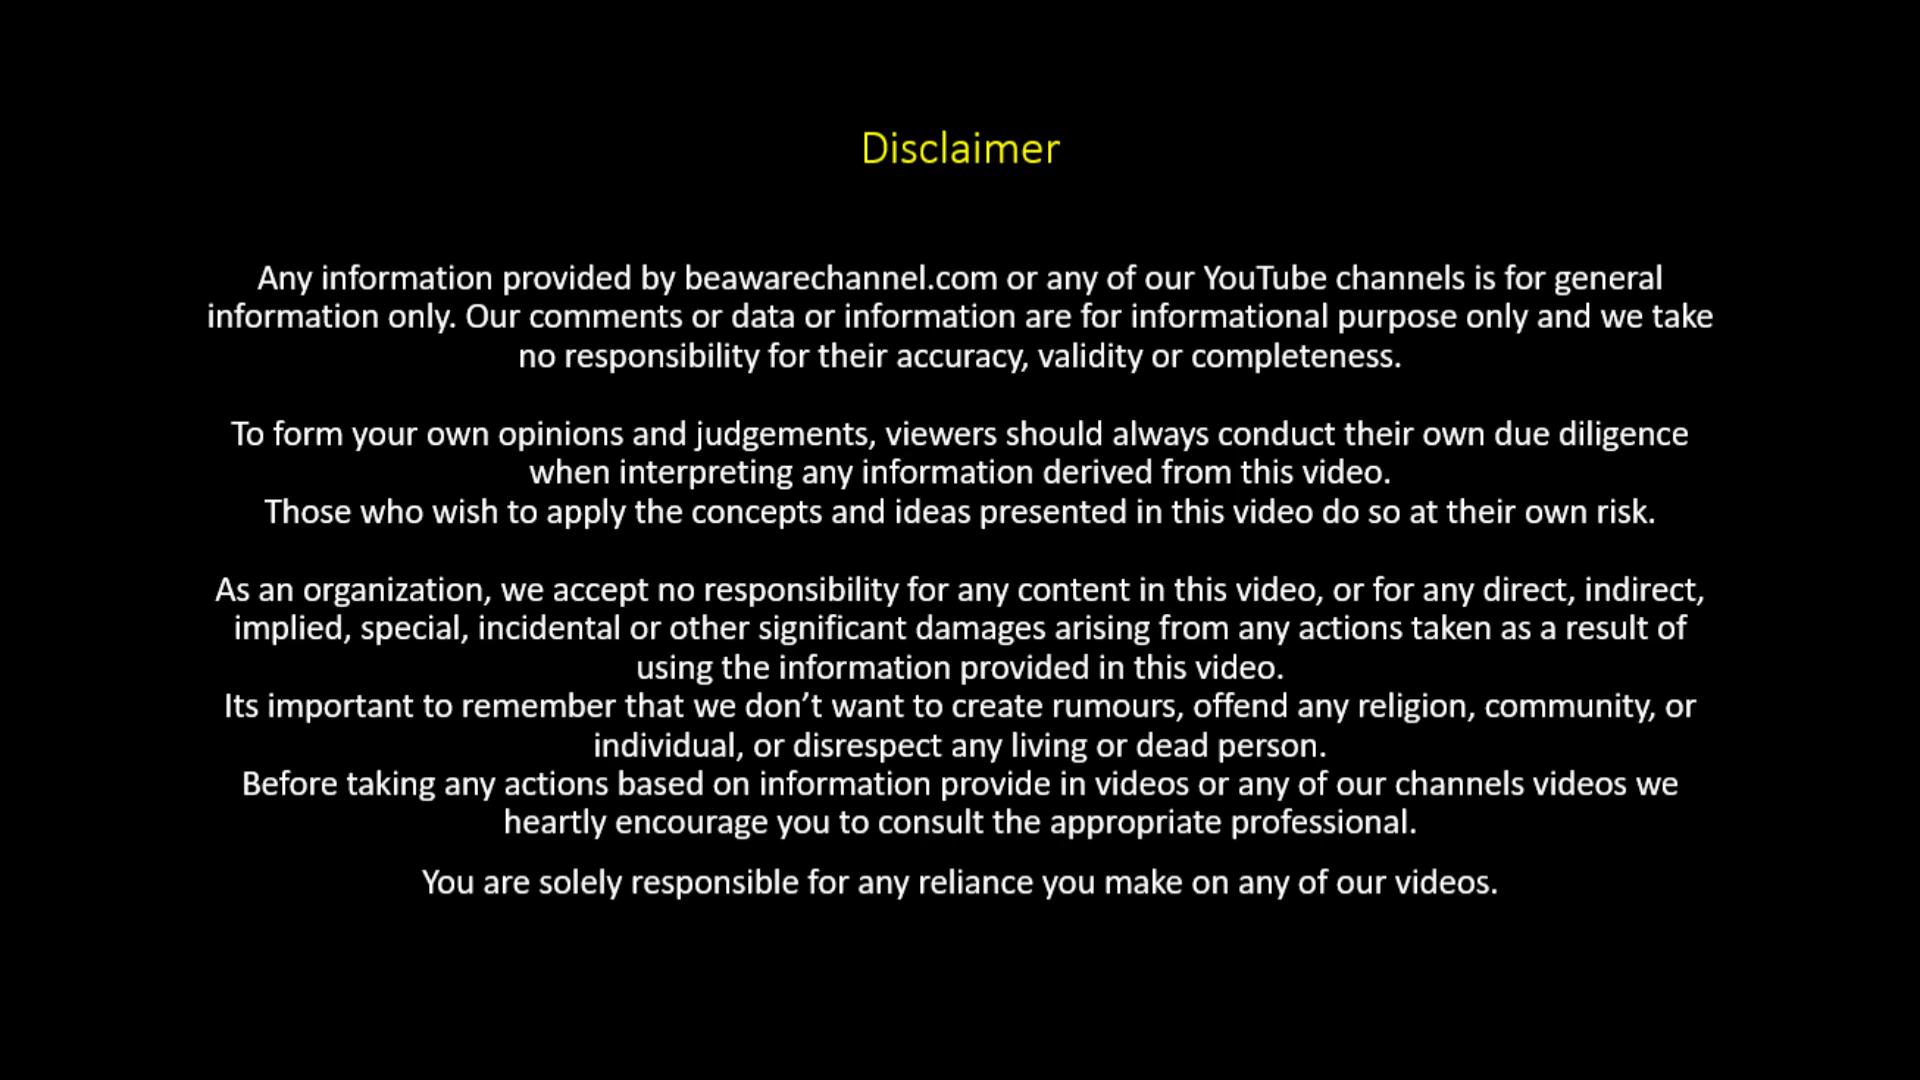 Disclaimer
Any information provided by beawarechannel.com or any of our YouTube channels is for general
information only. Our comments or data or information are for informational purpose only and we take
no responsibility for their accuracy, validity or completeness.
To form your own opinions and judgements, viewers should always conduct their own due diligence
when interpreting any information derived from this video.
Those who wish to apply the concepts and ideas presented in this video do so at their own risk.
As an organization, we accept no responsibility for any content in this video, or for any direct, indirect,
implied, special, incidental or other significant damages arising from any actions taken as a result of
using the information provided in this video.
Its important to remember that we don’t want to create rumours, offend any religion, community, or
individual, or disrespect any living or dead person.
Before taking any actions based on information provide in videos or any of our channels videos we
heartly encourage you to consult the appropriate professional.
You are solely responsible for any reliance you make on any of our videos.